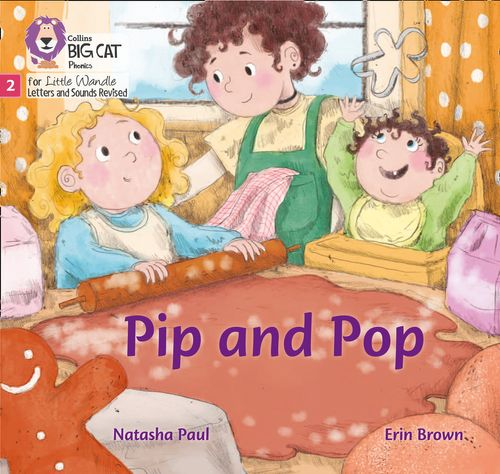 Collins
BIG CAT
Phonics
2
for Little Wandle
Letters and Sounds Revised
Pip and Pop
Natasha Paul
Erin Brown